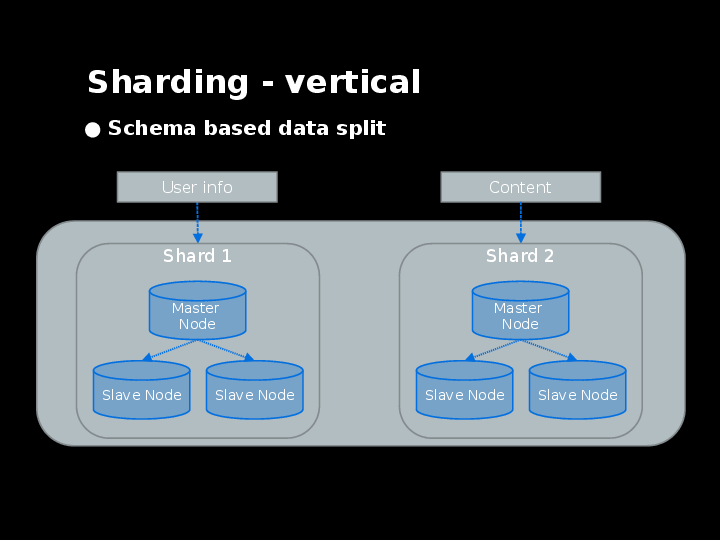 Sharding - vertical
● Schema based data split
User info
Content
Shard 1
Shard 2
Master
Node
Master
Node
Slave Node
Slave Node
Slave Node
Slave Node